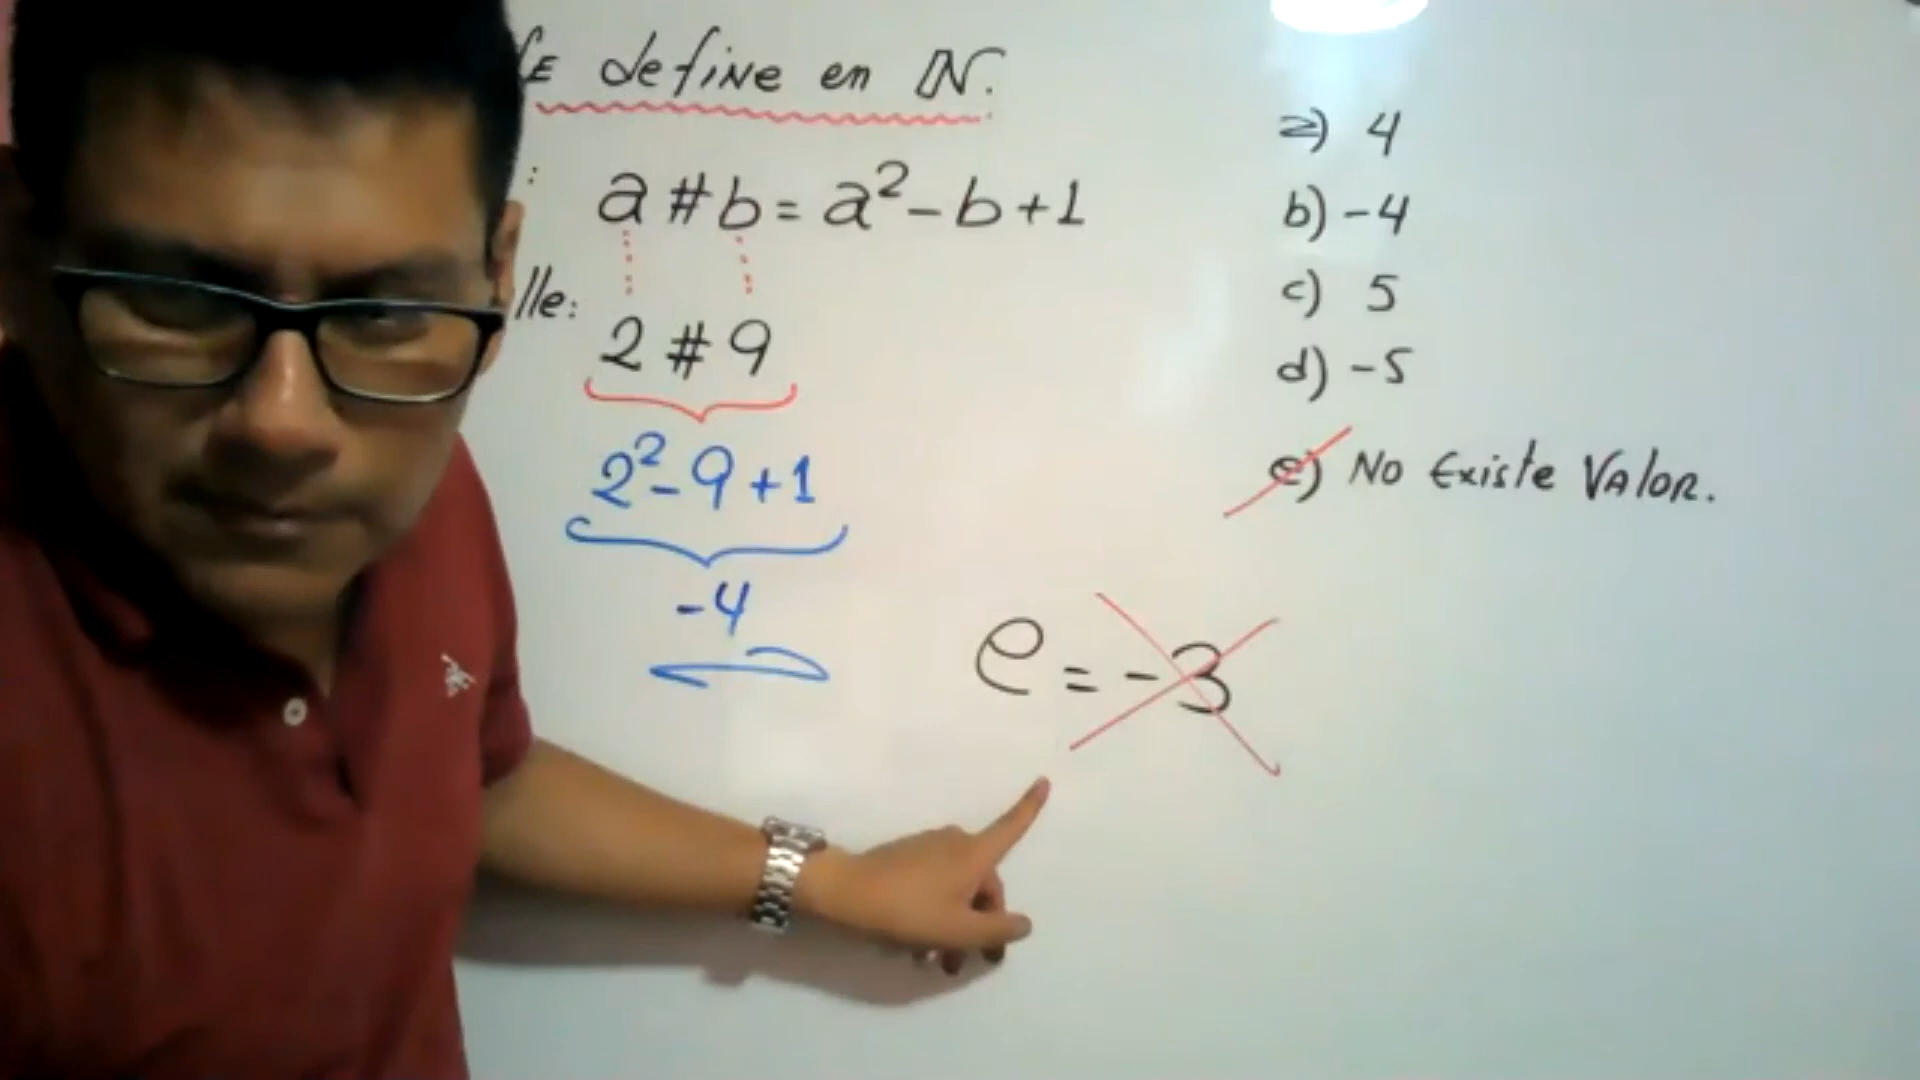 Se define en ℕ.
: a # b = a² - b + 1
lle:
2 # 9
2² - 9 + 1
-4
a) 4
b) -4
c) 5
d) -5
e) No Existe Valor.
e = -3